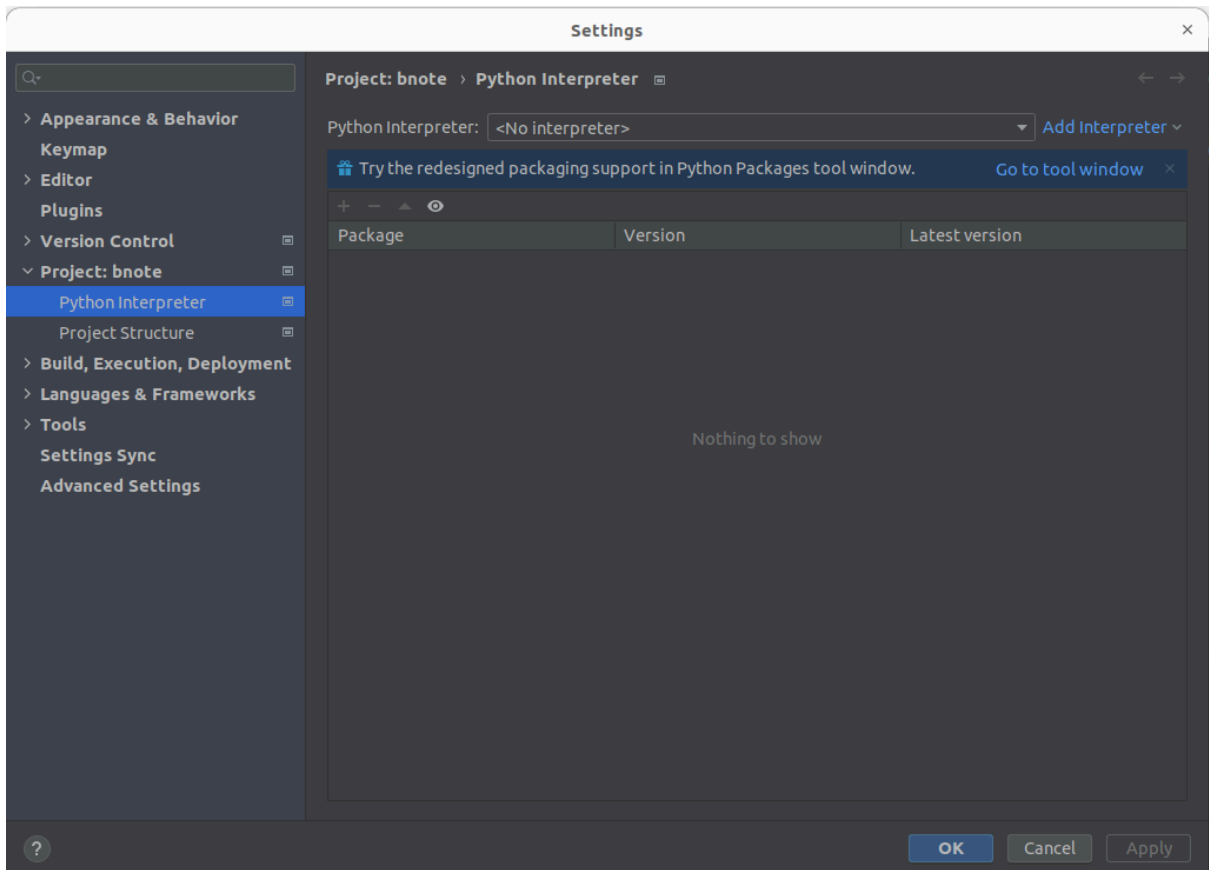 Settings
Project: bnote › Python Interpreter
Appearance & Behavior
Keymap
Editor
Plugins
Version Control
Project: bnote
Python Interpreter
Project Structure
Build, Execution, Deployment
Languages & Frameworks
Tools
Settings Sync
Advanced Settings
Python Interpreter: <No interpreter> Add Interpreter
Try the redesigned packaging support in Python Packages tool window. Go to tool window
Package Version Latest version
Nothing to show
? OK Cancel Apply